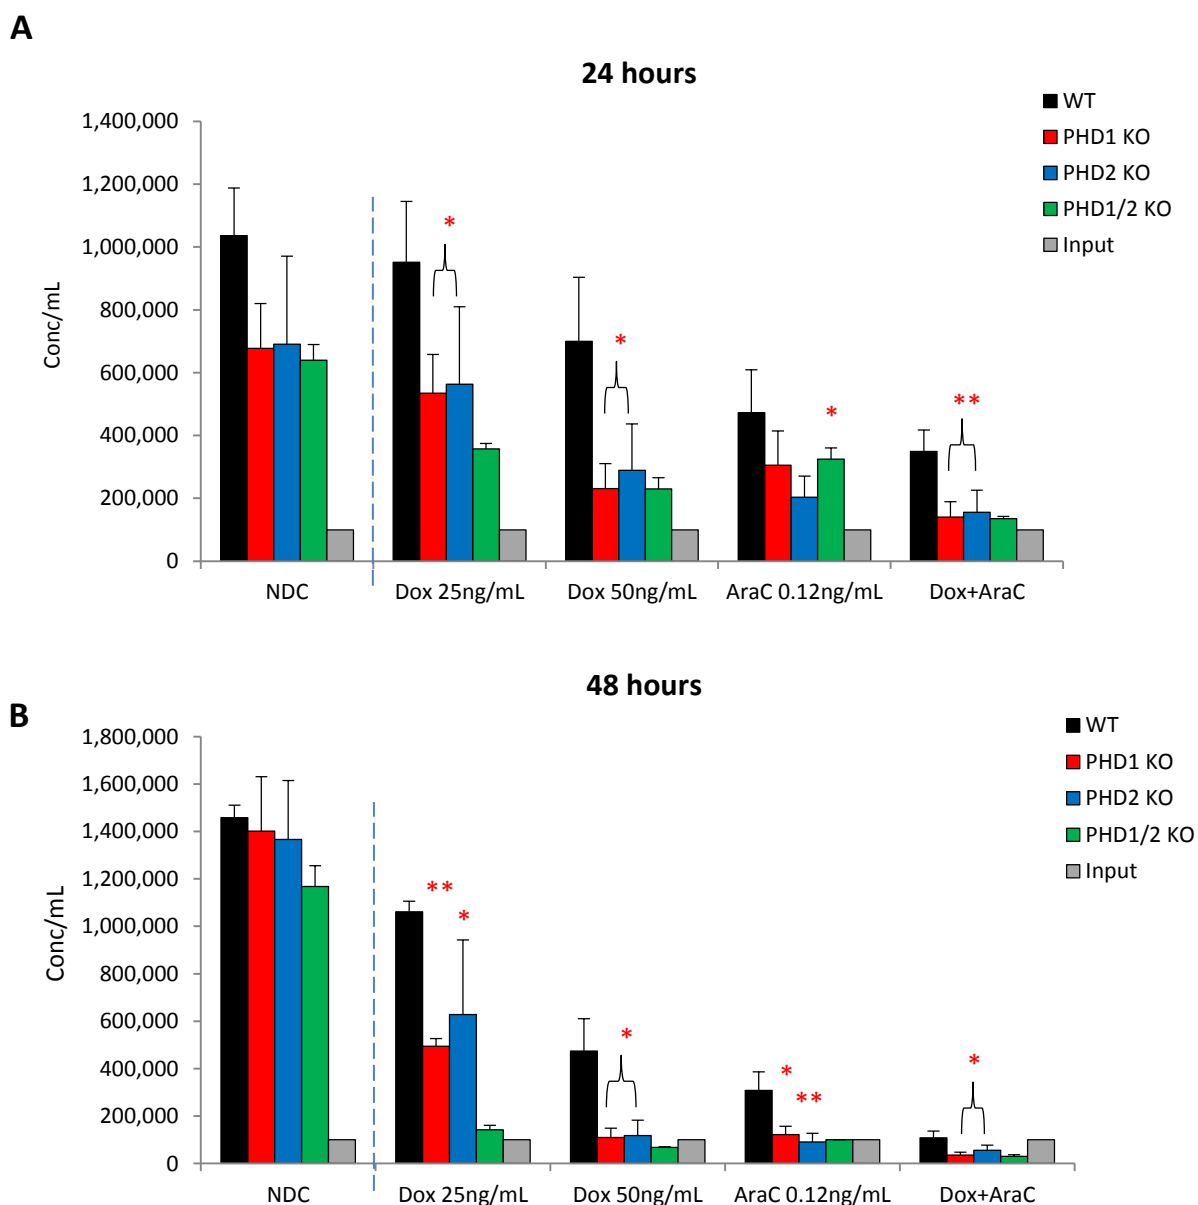 A
24 hours
WT
PHD1 KO
PHD2 KO
PHD1/2 KO
Input
Conc/mL
1,400,000
1,200,000
1,000,000
800,000
600,000
400,000
200,000
0
*
*
*
**
NDC Dox 25ng/mL Dox 50ng/mL AraC 0.12ng/mL Dox+AraC
48 hours
B
WT
PHD1 KO
PHD2 KO
PHD1/2 KO
Input
Conc/mL
1,800,000
1,600,000
1,400,000
1,200,000
1,000,000
800,000
600,000
400,000
200,000
0
**
*
*
*
**
*
NDC Dox 25ng/mL Dox 50ng/mL AraC 0.12ng/mL Dox+AraC